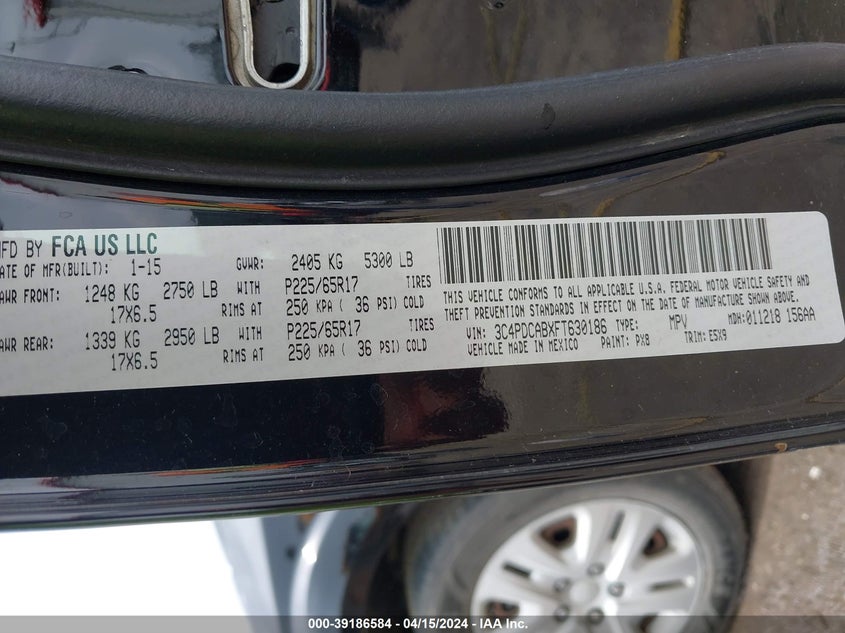 MFD BY FCA US LLC
DATE OF MFR(BUILT): 1-15 GVWR: 2405 KG 5300 LB
GAWR FRONT: 1248 KG 2750 LB WITH P225/65R17 TIRES
17X6.5 RIMS AT 250 KPA ( 36 PSI) COLD
GAWR REAR: 1339 KG 2950 LB WITH P225/65R17 TIRES
17X6.5 RIMS AT 250 KPA ( 36 PSI) COLD
THIS VEHICLE CONFORMS TO ALL APPLICABLE U.S.A. FEDERAL MOTOR VEHICLE SAFETY AND
THEFT PREVENTION STANDARDS IN EFFECT ON THE DATE OF MANUFACTURE SHOWN ABOVE.
VIN: 3C4PDCABXFT630186 TYPE: MPV MDH: 011218 156AA
VEHICLE MADE IN MEXICO PAINT: PX8 TRIM: E5X9
000-39186584 - 04/15/2024 - IAA Inc.